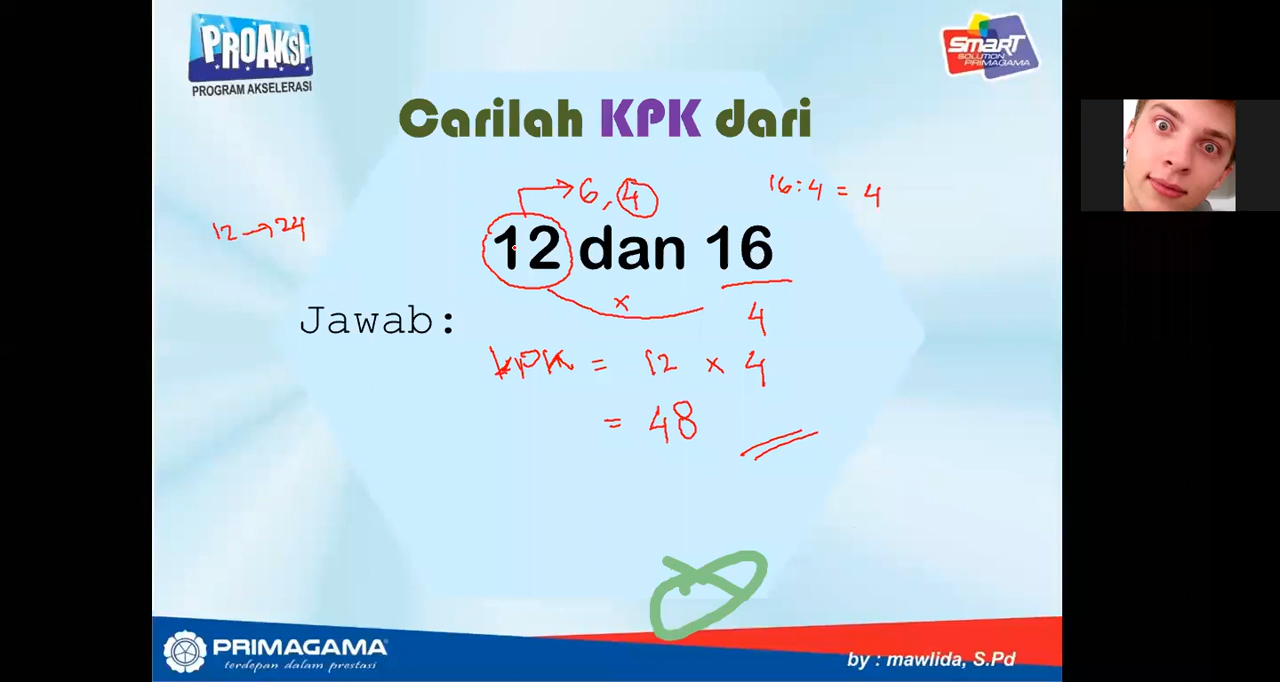 PROAKSI
PROGRAM AKSELERASI
SMART
SOLUTION
PRIMAGAMA
Carilah KPK dari
6, 4
16 : 4 = 4
12 → 24
12 dan 16
x
4
Jawab:
KPK = 12 x 4
= 48
PRIMAGAMA
terdepan dalam prestasi
by : mawlida, S.Pd